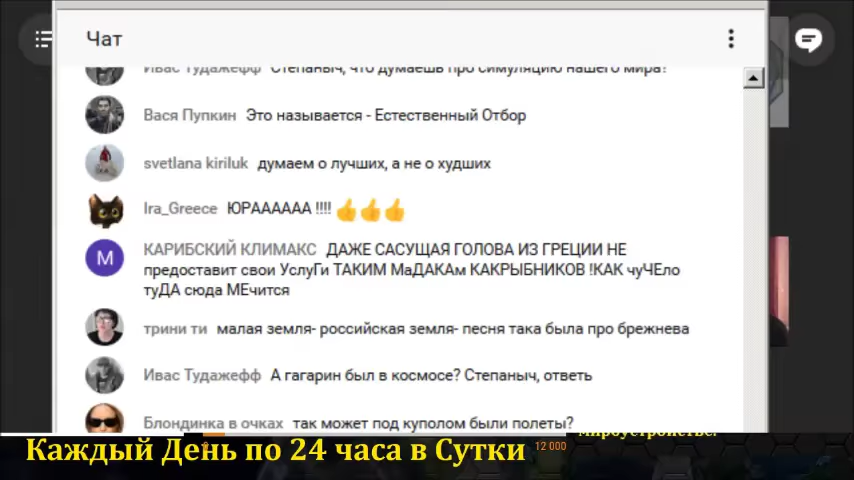 Чат
Ивас Тудажефф Степаныч, что думаешь про симуляцию нашего мира?
Вася Пупкин Это называется - Естественный Отбор
svetlana kiriluk думаем о лучших, а не о худших
Ira_Greece ЮРАААААА !!!! 👍👍👍
М КАРИБСКИЙ КЛИМАКС ДАЖЕ САСУЩАЯ ГОЛОВА ИЗ ГРЕЦИИ НЕ
предоставит свои УслуГи ТАКИМ МаДАКАм КАКРЫБНИКОВ !КАК чуЧЕло
туДА сюда МЕчится
трини ти малая земля- российская земля- песня така была про брежнева
Ивас Тудажефф А гагарин был в космосе? Степаныч, ответь
Блондинка в очках так может под куполом были полеты?
мироустройстве.
Каждый День по 24 часа в Сутки
12 000